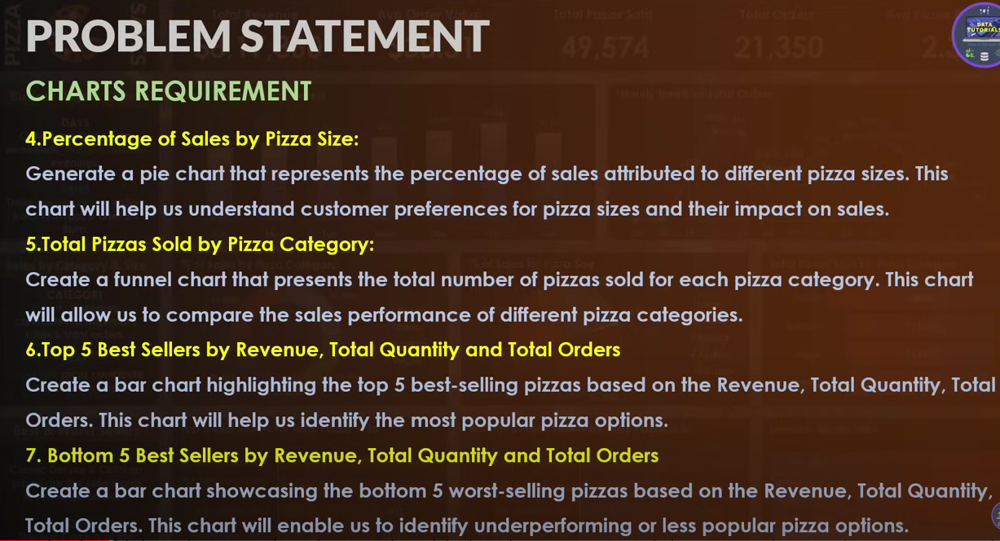 PROBLEM STATEMENT
CHARTS REQUIREMENT
4.Percentage of Sales by Pizza Size:
Generate a pie chart that represents the percentage of sales attributed to different pizza sizes. This
chart will help us understand customer preferences for pizza sizes and their impact on sales.
5.Total Pizzas Sold by Pizza Category:
Create a funnel chart that presents the total number of pizzas sold for each pizza category. This chart
will allow us to compare the sales performance of different pizza categories.
6.Top 5 Best Sellers by Revenue, Total Quantity and Total Orders
Create a bar chart highlighting the top 5 best-selling pizzas based on the Revenue, Total Quantity, Total
Orders. This chart will help us identify the most popular pizza options.
7. Bottom 5 Best Sellers by Revenue, Total Quantity and Total Orders
Create a bar chart showcasing the bottom 5 worst-selling pizzas based on the Revenue, Total Quantity,
Total Orders. This chart will enable us to identify underperforming or less popular pizza options.
DATA
TUTORIALS
Total Revenue
Avg Order Value
Total Pizzas Sold
Total Orders
49,574
21.350